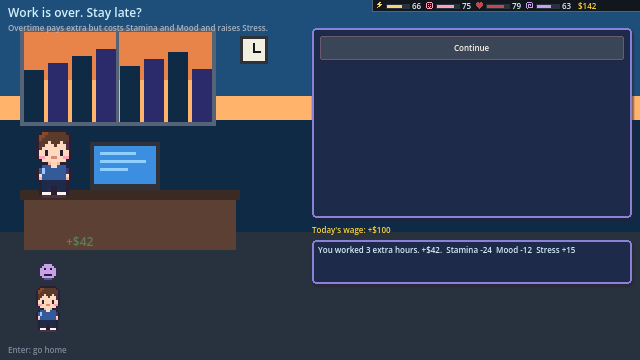 Work is over. Stay late?
Overtime pays extra but costs Stamina and Mood and raises Stress.
66 75 79 63 $142
Continue
+$42
Today's wage: +$100
You worked 3 extra hours. +$42. Stamina -24 Mood -12 Stress +15
Enter: go home